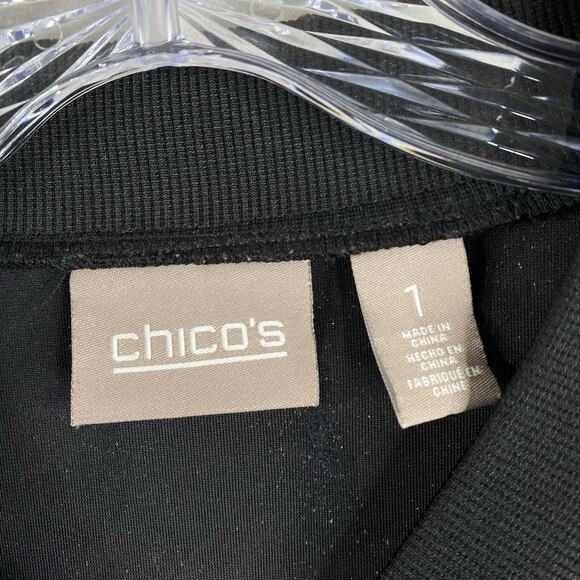 chico's
1
MADE IN
CHINA
HECHO EN
CHINA
FABRIQUÉ EN
CHINE